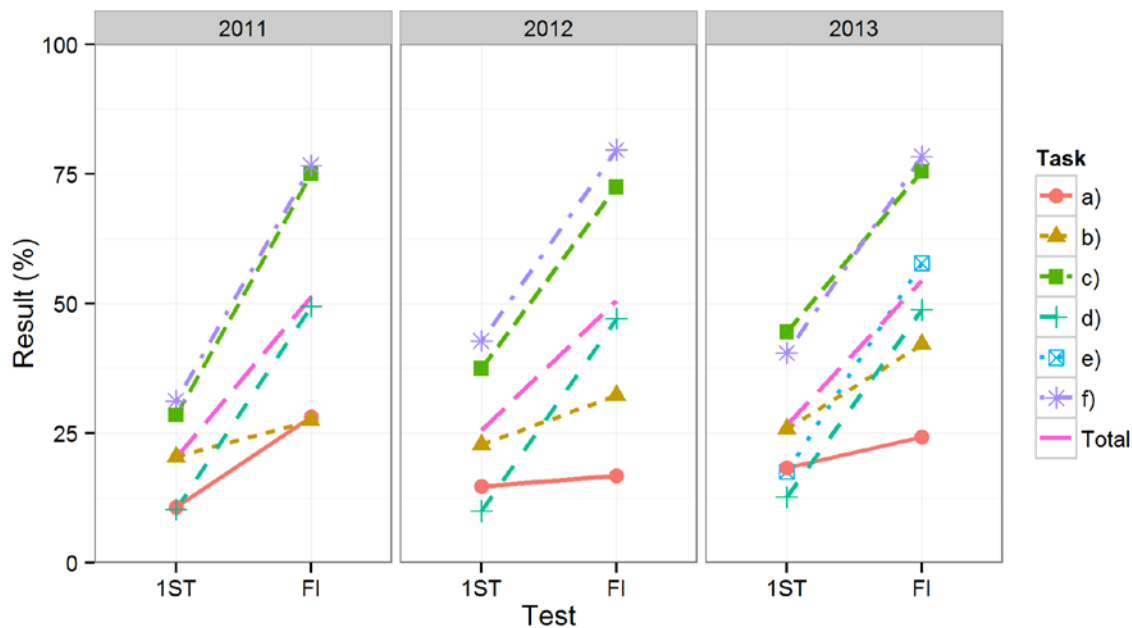 2011 2012 2013
100
75
50
25
0
Result (%)
1ST FI 1ST FI 1ST FI
Test
Task
a)
b)
c)
d)
e)
f)
Total